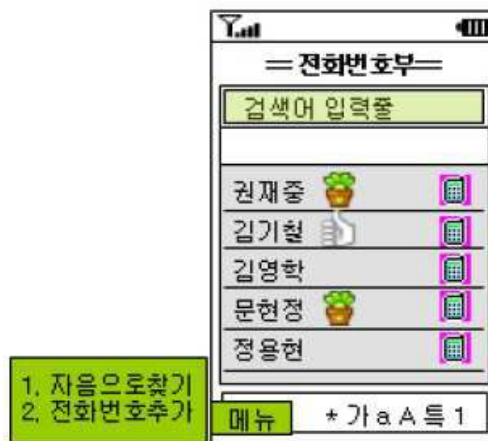 == 전화번호부==
검색어 입력줄
권재중
김기철
김영학
문현정
정용현
1. 자음으로찾기
2. 전화번호추가
메뉴
* 가 a A 특 1